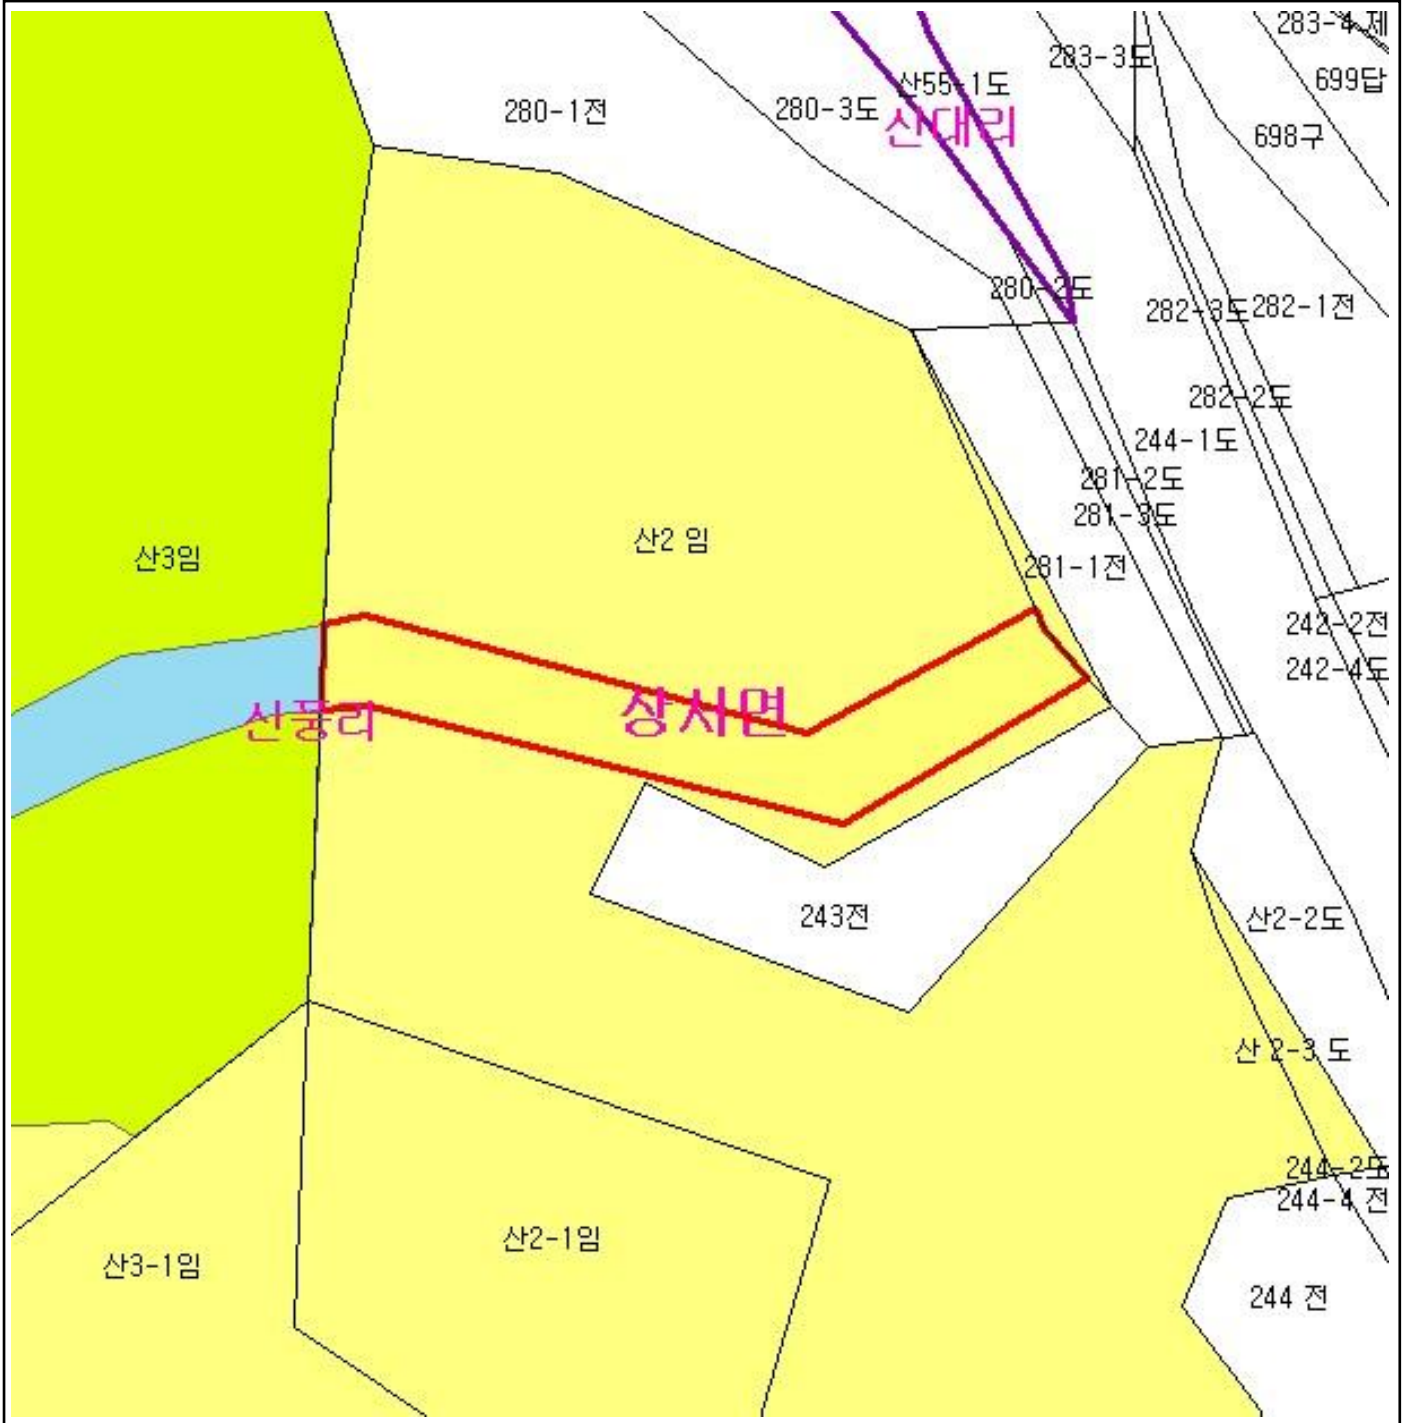 283-4 제
283-3도
699답
산55-1도
280-1전
280-3도
산대리
698구
280-2도
282-3도
282-1전
282-2도
244-1도
281-2도
281-3도
산2 임
산3임
281-1전
242-2전
242-4도
신풍리
상서면
243전
산2-2도
산 2-3 도
244-2도
244-4 전
산2-1임
산3-1임
244 전